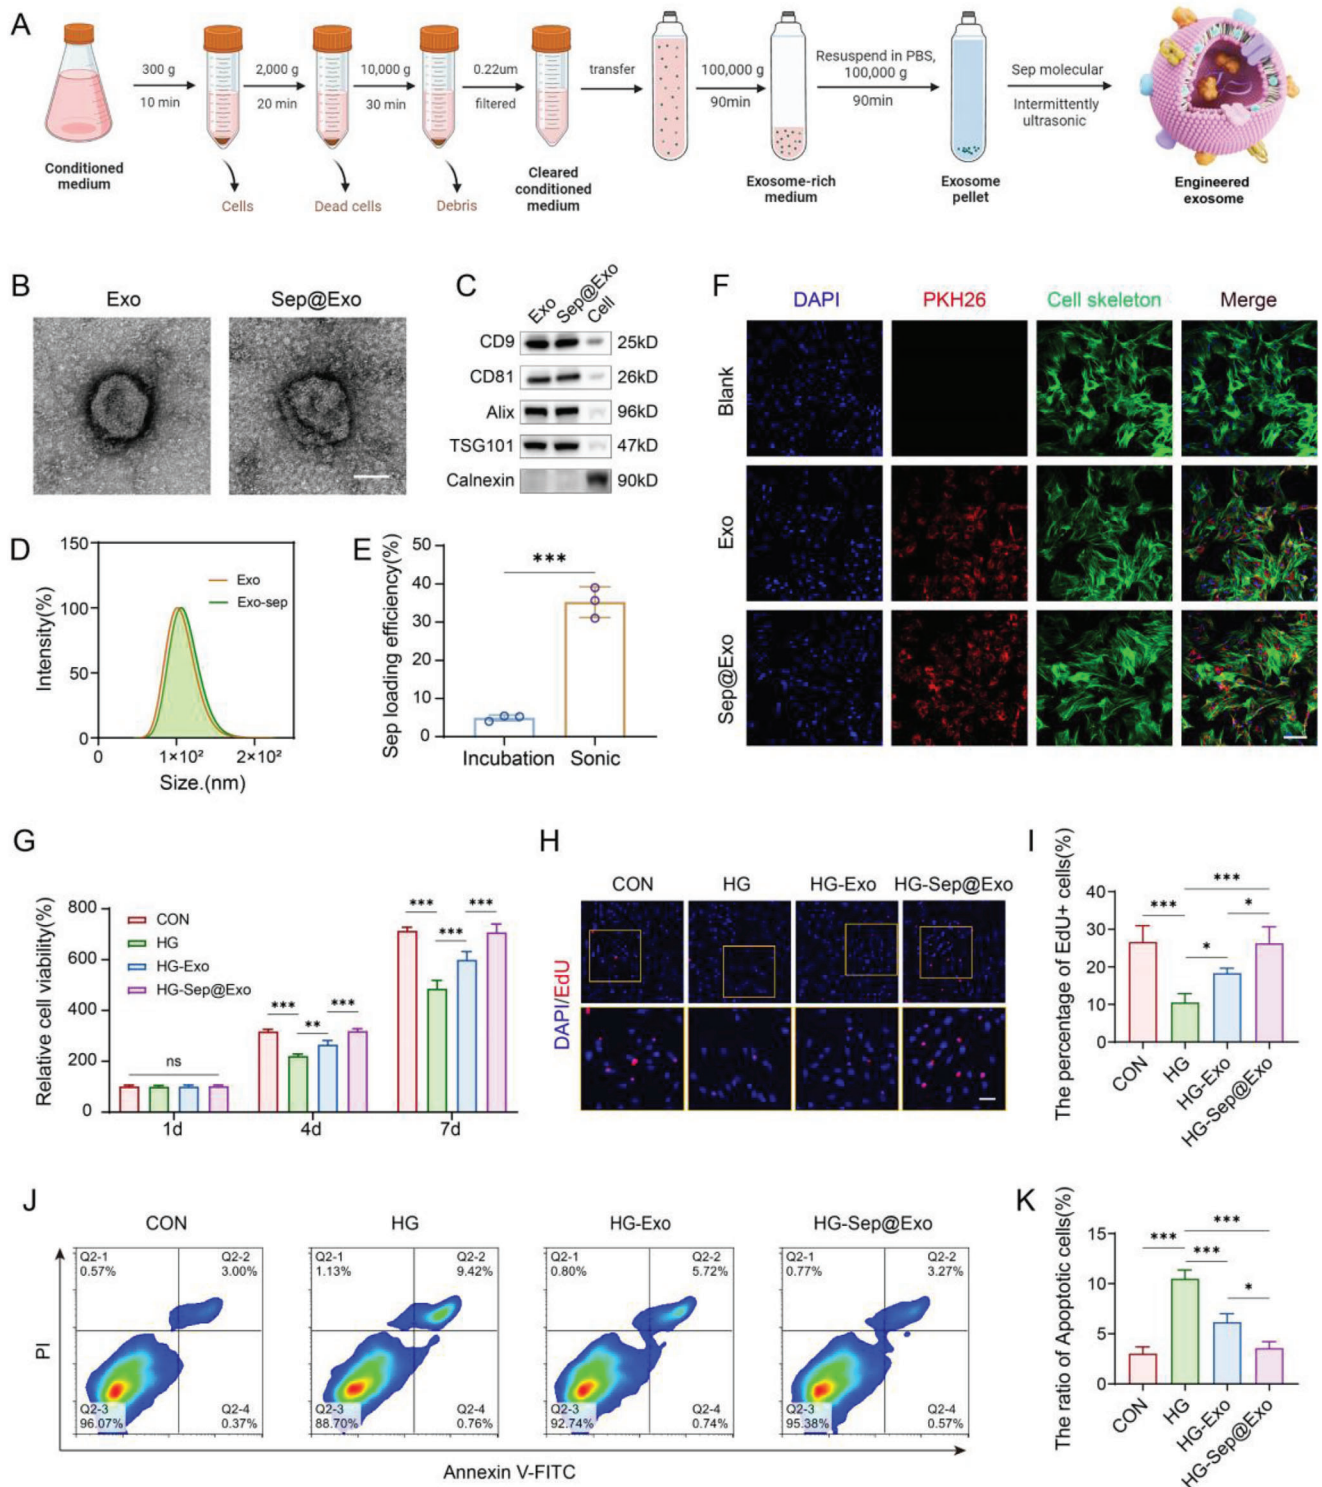 A
300 g
10 min
2,000 g
20 min
10,000 g
30 min
0.22um
filtered
transfer
100,000 g
90min
Resuspend in PBS,
100,000 g
90min
Sep molecular
Intermittently
ultrasonic
Conditioned
medium
Cells
Dead cells
Debris
Cleared
conditioned
medium
Exosome-rich
medium
Exosome
pellet
Engineered
exosome
B
Exo
Sep@Exo
C
Exo
Sep@Exo
Cell
CD9
25kD
CD81
26kD
Alix
96kD
TSG101
47kD
Calnexin
90kD
D
Intensity(%)
150
100
50
0
Exo
Exo-sep
0
1×10²
2×10²
Size.(nm)
E
Sep loading efficiency(%)
50
40
30
20
10
0
***
Incubation
Sonic
F
DAPI
PKH26
Cell skeleton
Merge
Blank
Exo
Sep@Exo
G
Relative cell viability(%)
800
600
400
200
0
CON
HG
HG-Exo
HG-Sep@Exo
ns
***
**
***
***
***
***
1d
4d
7d
H
CON
HG
HG-Exo
HG-Sep@Exo
DAPI/EdU
I
The percentage of EdU+ cells(%)
40
30
20
10
0
***
***
*
*
CON
HG
HG-Exo
HG-Sep@Exo
J
CON
HG
HG-Exo
HG-Sep@Exo
Q2-1
0.57%
Q2-2
3.00%
Q2-3
96.07%
Q2-4
0.37%
Q2-1
1.13%
Q2-2
9.42%
Q2-3
88.70%
Q2-4
0.76%
Q2-1
0.80%
Q2-2
5.72%
Q2-3
92.74%
Q2-4
0.74%
Q2-1
0.77%
Q2-2
3.27%
Q2-3
95.38%
Q2-4
0.57%
PI
Annexin V-FITC
K
The ratio of Apoptotic cells(%)
15
10
5
0
***
***
***
*
CON
HG
HG-Exo
HG-Sep@Exo